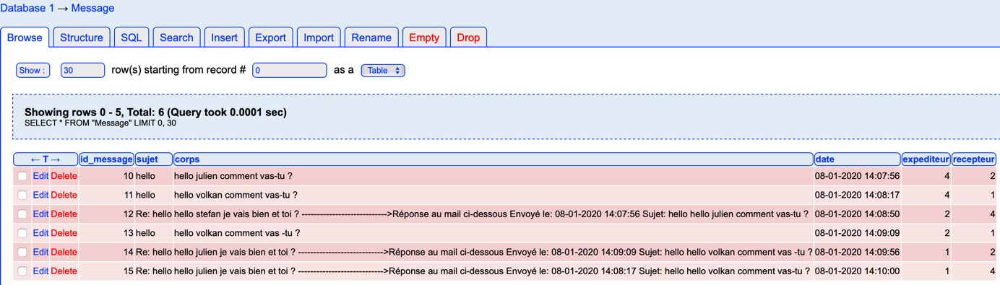 Database 1 → Message
Browse Structure SQL Search Insert Export Import Rename Empty Drop
Show : 30 row(s) starting from record # 0 as a Table
Showing rows 0 - 5, Total: 6 (Query took 0.0001 sec)
SELECT * FROM "Message" LIMIT 0, 30
← T → id_message sujet corps date expediteur recepteur
Edit Delete 10 hello hello julien comment vas-tu ? 08-01-2020 14:07:56 4 2
Edit Delete 11 hello hello volkan comment vas-tu ? 08-01-2020 14:08:17 4 1
Edit Delete 12 Re: hello hello stefan je vais bien et toi ? ---------------------------->Réponse au mail ci-dessous Envoyé le: 08-01-2020 14:07:56 Sujet: hello hello julien comment vas-tu ? 08-01-2020 14:08:50 2 4
Edit Delete 13 hello hello volkan comment vas -tu ? 08-01-2020 14:09:09 2 1
Edit Delete 14 Re: hello hello julien je vais bien et toi ? ---------------------------->Réponse au mail ci-dessous Envoyé le: 08-01-2020 14:09:09 Sujet: hello hello volkan comment vas -tu ? 08-01-2020 14:09:56 1 2
Edit Delete 15 Re: hello hello julien je vais bien et toi ? ---------------------------->Réponse au mail ci-dessous Envoyé le: 08-01-2020 14:08:17 Sujet: hello hello volkan comment vas-tu ? 08-01-2020 14:10:00 1 4